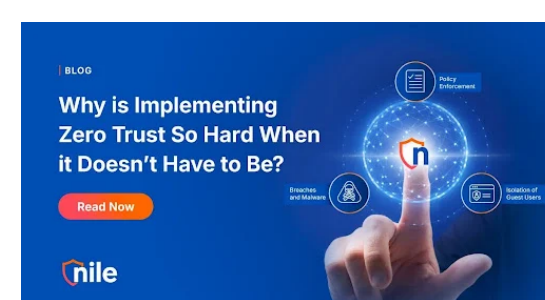 BLOG
Why is Implementing
Zero Trust So Hard When
it Doesn't Have to Be?
Read Now
nile
Policy
Enforcement
n
Breaches
and Malware
Isolation of
Guest Users